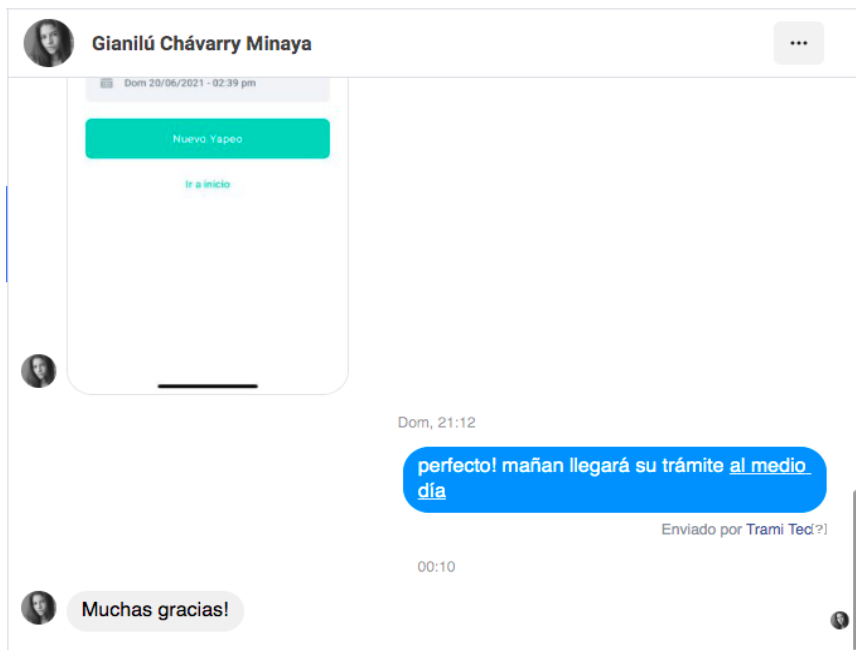 Gianilú Chávarry Minaya
Dom 20/06/2021 - 02:39 pm
Nuevo Yapeo
Ir a inicio
Dom, 21:12
perfecto! mañan llegará su trámite al medio
día
Enviado por Trami Tec[?]
00:10
Muchas gracias!